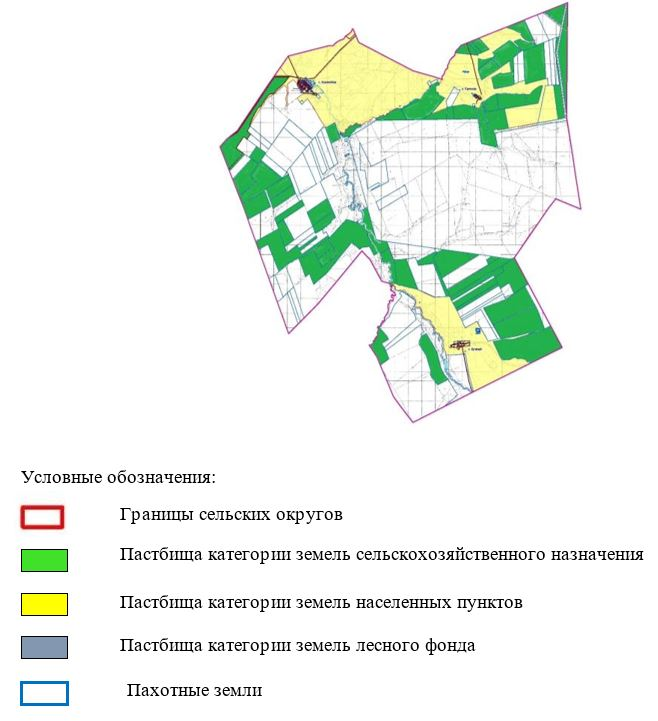 Условные обозначения:
Границы сельских округов
Пастбища категории земель сельскохозяйственного назначения
Пастбища категории земель населенных пунктов
Пастбища категории земель лесного фонда
Пахотные земли